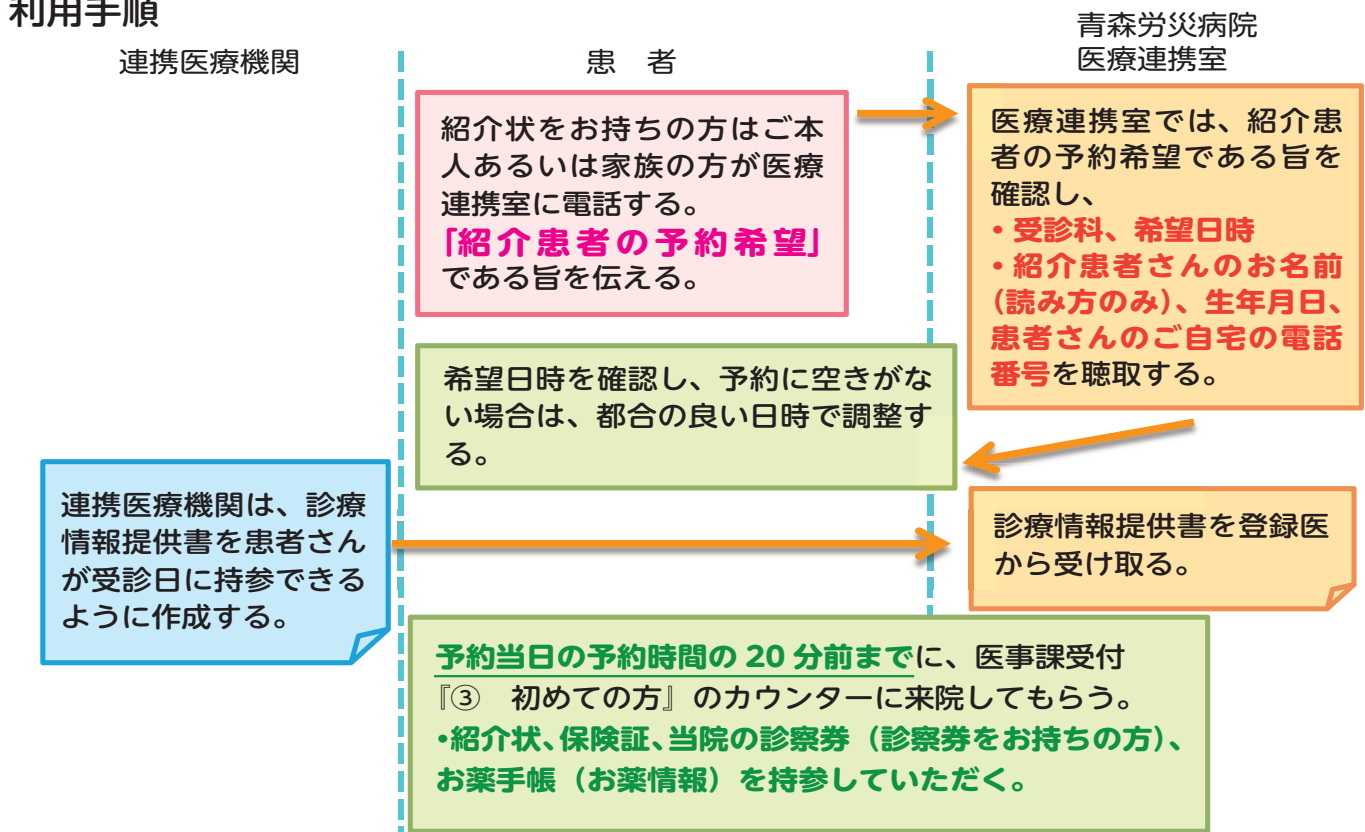 利用手順
連携医療機関
患　者
青森労災病院
医療連携室
紹介状をお持ちの方はご本
人あるいは家族の方が医療
連携室に電話する。
「紹介患者の予約希望」
である旨を伝える。
医療連携室では、紹介患
者の予約希望である旨を
確認し、
・受診科、希望日時
・紹介患者さんのお名前
（読み方のみ）、生年月日、
患者さんのご自宅の電話
番号を聴取する。
希望日時を確認し、予約に空きがな
い場合は、都合の良い日時で調整す
る。
連携医療機関は、診療
情報提供書を患者さん
が受診日に持参できる
ように作成する。
診療情報提供書を登録医
から受け取る。
予約当日の予約時間の 20 分前までに、医事課受付
『③　初めての方』のカウンターに来院してもらう。
・紹介状、保険証、当院の診察券（診察券をお持ちの方）、
お薬手帳（お薬情報）を持参していただく。